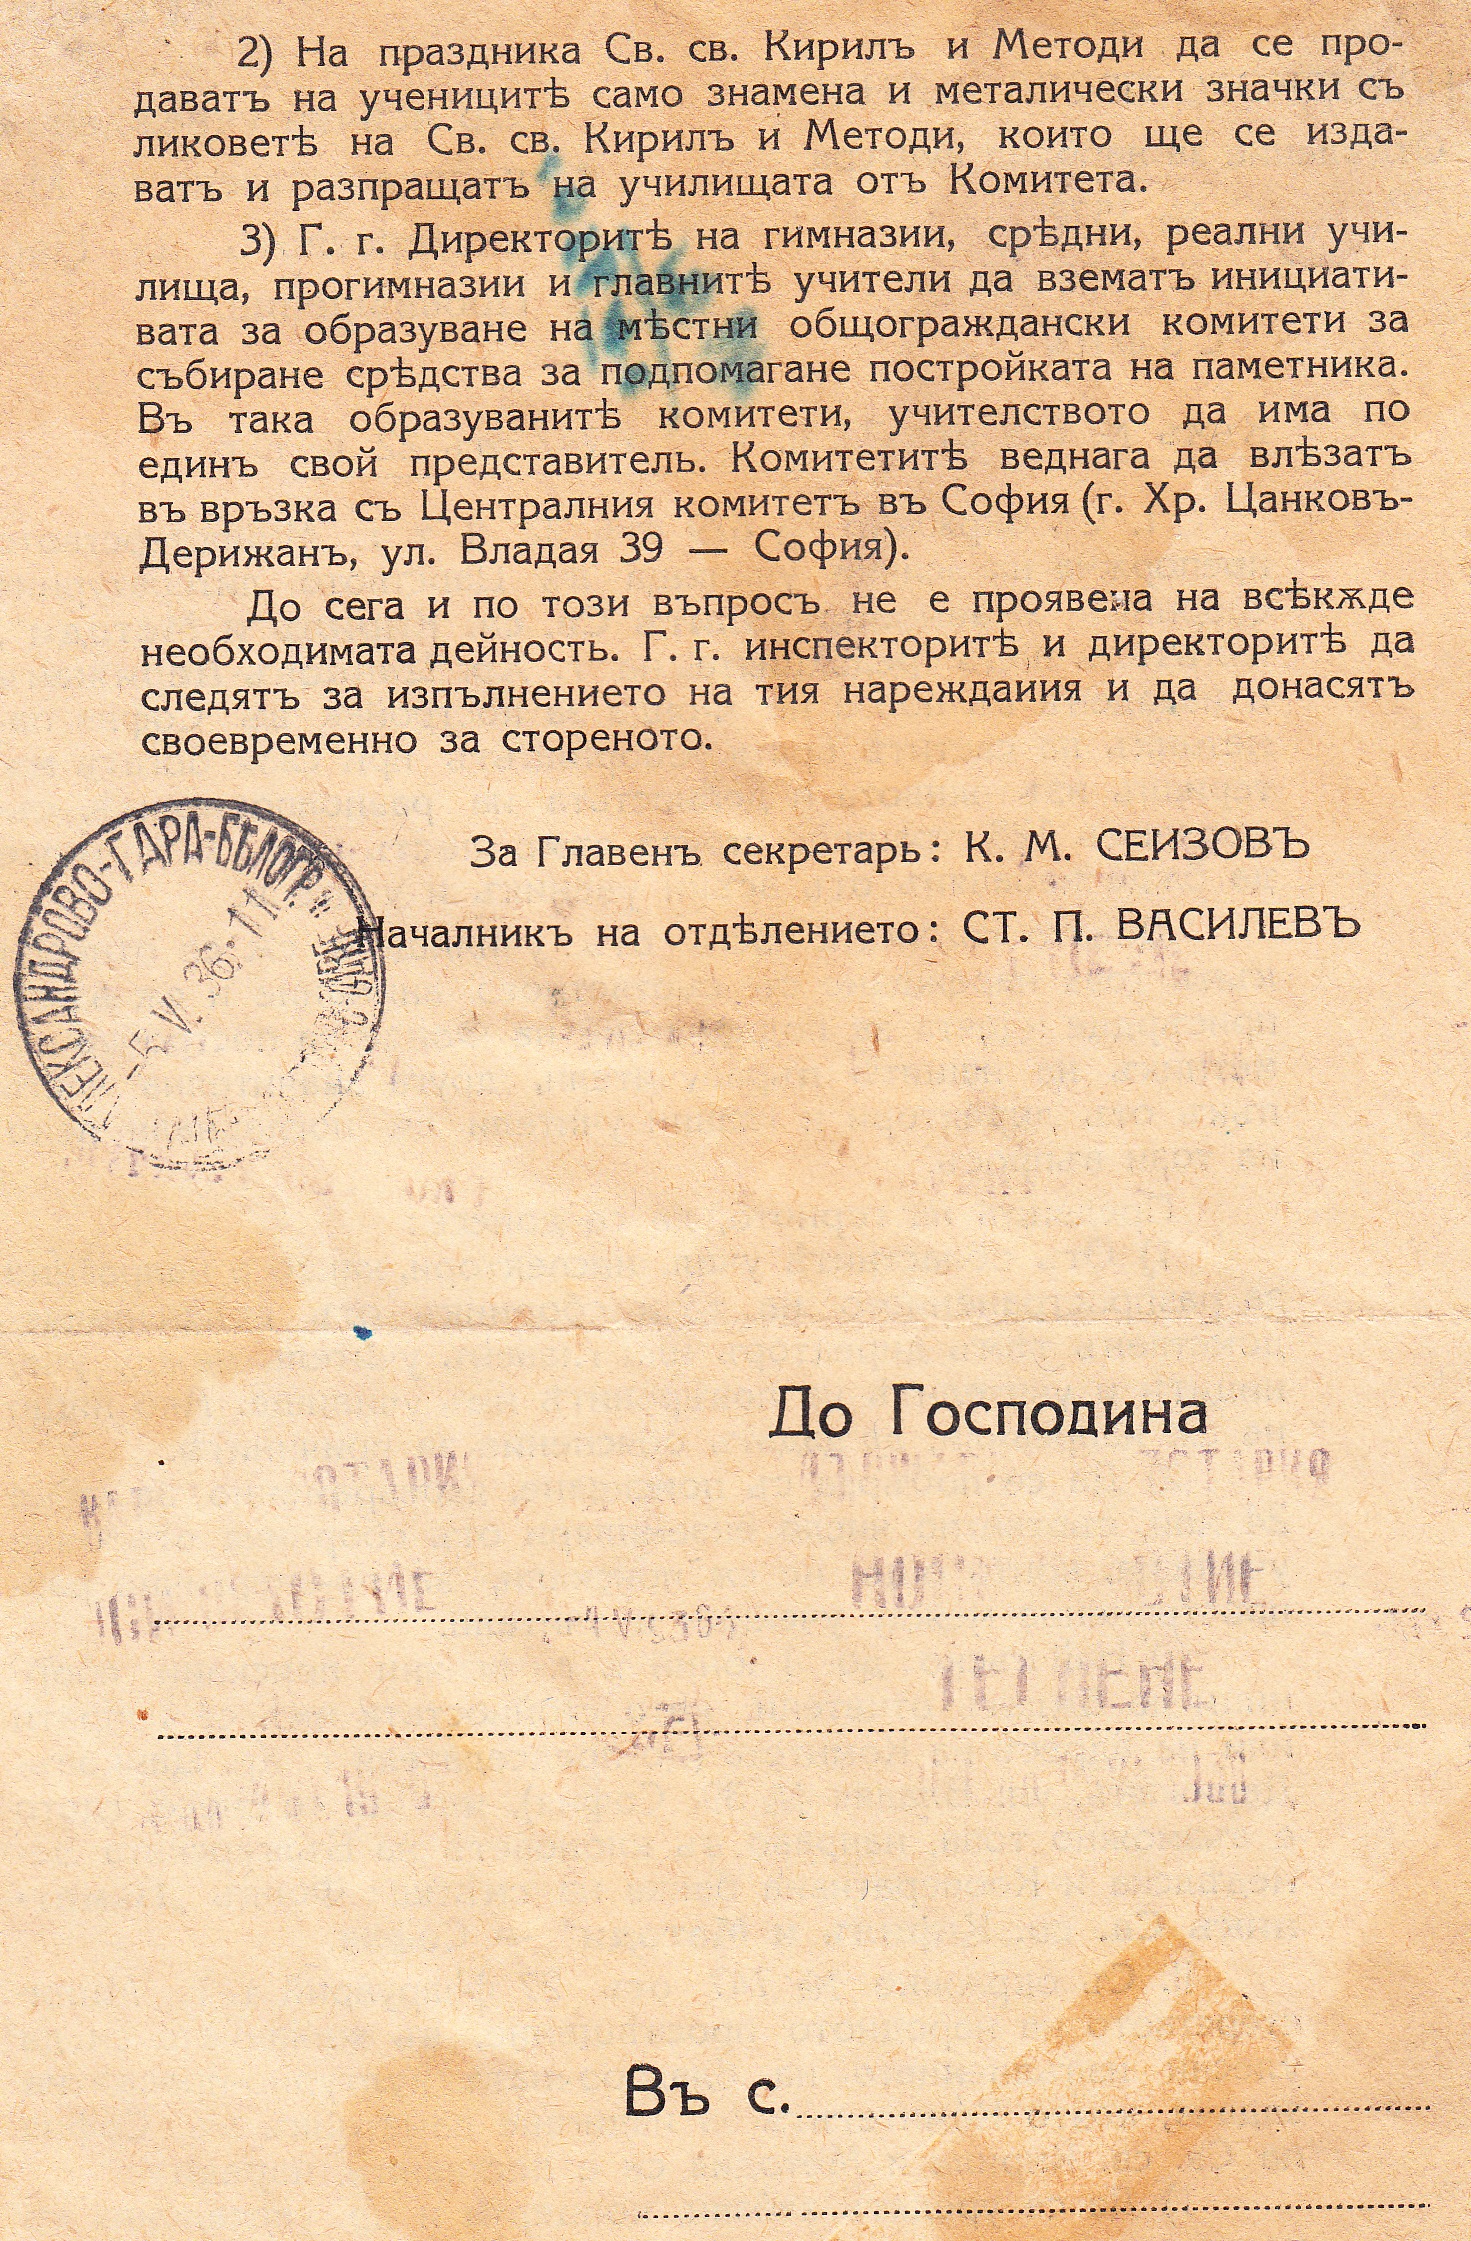 2) На праздника Св. св. Кирилъ и Методи да се про-
даватъ на ученицитѣ само знамена и металически значки съ
ликоветѣ на Св. св. Кирилъ и Методи, които ще се изда-
ватъ и разпращатъ на училищата отъ Комитета.
3) Г. г. Директоритѣ на гимназии, срѣдни, реални учи-
лища, прогимназии и главнитѣ учители да взематъ инициати-
вата за образуване на мѣстни общограждански комитети за
събиране срѣдства за подпомагане постройката на паметника.
Въ така образуванитѣ комитети, учителството да има по
единъ свой представитель. Комитетитѣ веднага да влѣзатъ
въ връзка съ Централния комитетъ въ София (г. Хр. Цанковъ-
Дерижанъ, ул. Владая 39 — София).
До сега и по този въпросъ не е проявена на всѣкѫде
необходимата дейность. Г. г. инспекторитѣ и директоритѣ да
следятъ за изпълнението на тия нареждаиия и да донасятъ
своевременно за стореното.
За Главенъ секретарь: К. М. СЕИЗОВЪ
Началникъ на отдѣлението: СТ. П. ВАСИЛЕВЪ
АЛЕКСАНДРОВО-ГАРА-БѢЛОГР.
-5.V.36.-11
До Господина
Въ с.